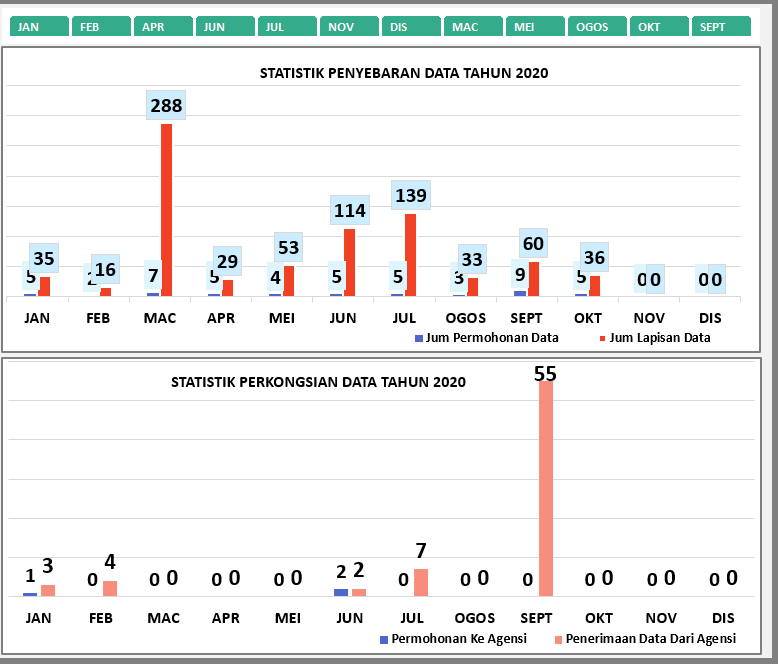 JAN FEB APR JUN JUL NOV DIS MAC MEI OGOS OKT SEPT
STATISTIK PENYEBARAN DATA TAHUN 2020
288
139
114
60
53
35 16 29 33 36
5 7 5 4 5 5 3 9 5 0 0 0 0
JAN FEB MAC APR MEI JUN JUL OGOS SEPT OKT NOV DIS
Jum Permohonan Data Jum Lapisan Data
55
STATISTIK PERKONGSIAN DATA TAHUN 2020
7
1 3 0 4 0 0 0 0 0 0 2 2 0 0 0 0 0 0 0 0 0 0
JAN FEB MAC APR MEI JUN JUL OGOS SEPT OKT NOV DIS
Permohonan Ke Agensi Penerimaan Data Dari Agensi